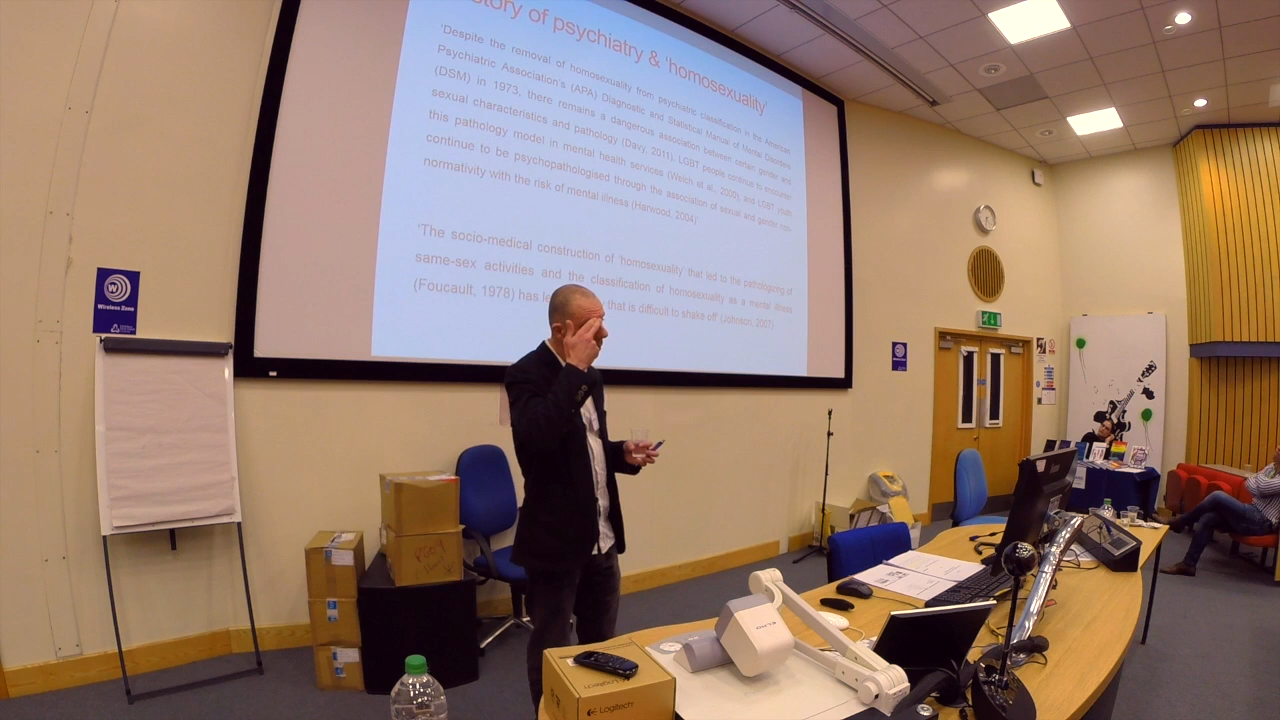 story of psychiatry & 'homosexuality'
'Despite the removal of homosexuality from psychiatric classification in the American
Psychiatric Association's (APA) Diagnostic and Statistical Manual of Mental Disorders
(DSM) in 1973, there remains a dangerous association between certain gender and
sexual characteristics and pathology (Davy, 2011). LGBT people continue to encounter
this pathology model in mental health services (Welch et al., 2000), and LGBT youth
continue to be psychopathologised through the association of sexual and gender non-
normativity with the risk of mental illness (Harwood, 2004)
'The socio-medical construction of 'homosexuality' that led to the pathologizing of
same-sex activities and the classification of homosexuality as a mental illness
(Foucault, 1978) has le that is difficult to shake off' (Johnson, 2007)
W
Wireless Zone
ELMO
Logitech